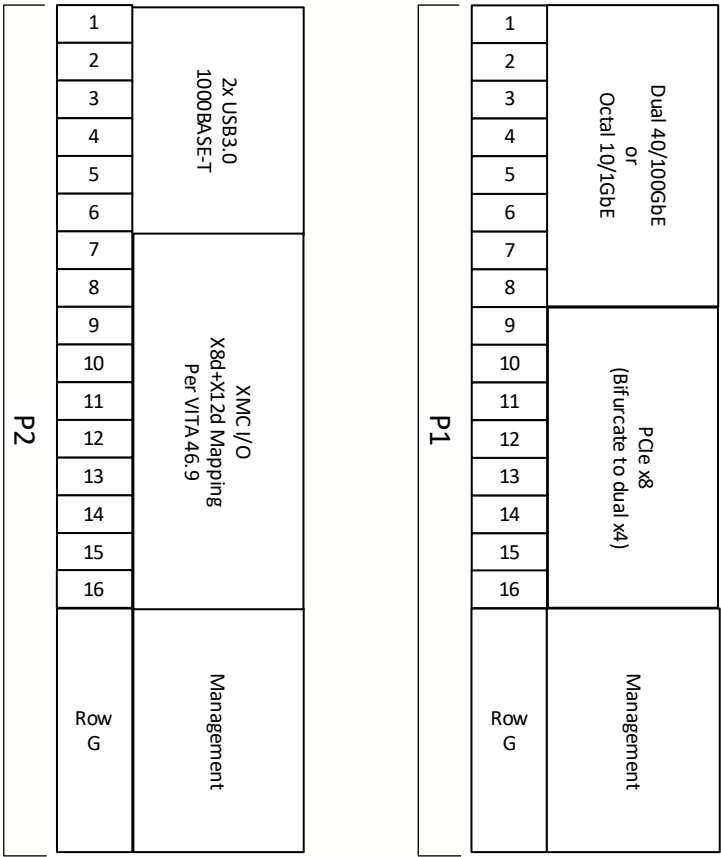 1
2
3
4
5
6
7
8
9
10
11
12
13
14
15
16
Row
G
2x USB3.0
1000BASE-T
XMC I/O
X8d+X12d Mapping
Per VITA 46.9
Management
P2
1
2
3
4
5
6
7
8
9
10
11
12
13
14
15
16
Row
G
Dual 40/100GbE
or
Octal 10/1GbE
PCIe x8
(Bifurcate to dual x4)
Management
P1